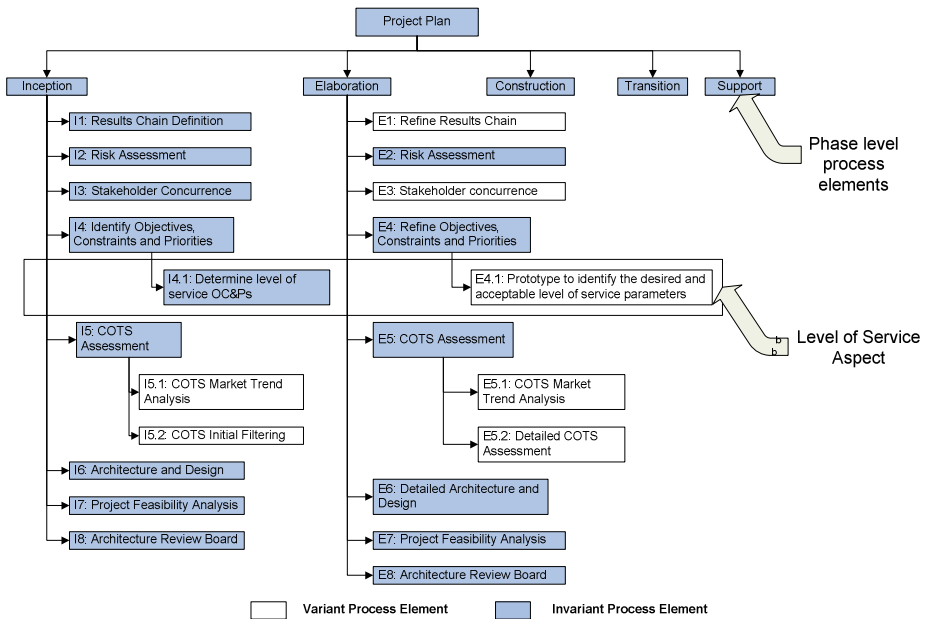 Project Plan
Inception
Elaboration
Construction
Transition
Support
I1: Results Chain Definition
I2: Risk Assessment
I3: Stakeholder Concurrence
I4: Identify Objectives,
Constraints and Priorities
I4.1: Determine level of
service OC&Ps
I5: COTS
Assessment
I5.1: COTS Market Trend
Analysis
I5.2: COTS Initial Filtering
I6: Architecture and Design
I7: Project Feasibility Analysis
I8: Architecture Review Board
E1: Refine Results Chain
E2: Risk Assessment
E3: Stakeholder concurrence
E4: Refine Objectives,
Constraints and Priorities
E4.1: Prototype to identify the desired and
acceptable level of service parameters
E5: COTS Assessment
E5.1: COTS Market
Trend Analysis
E5.2: Detailed COTS
Assessment
E6: Detailed Architecture and
Design
E7: Project Feasibility Analysis
E8: Architecture Review Board
Phase level
process
elements
b
b
Level of Service
Aspect
Variant Process Element
Invariant Process Element